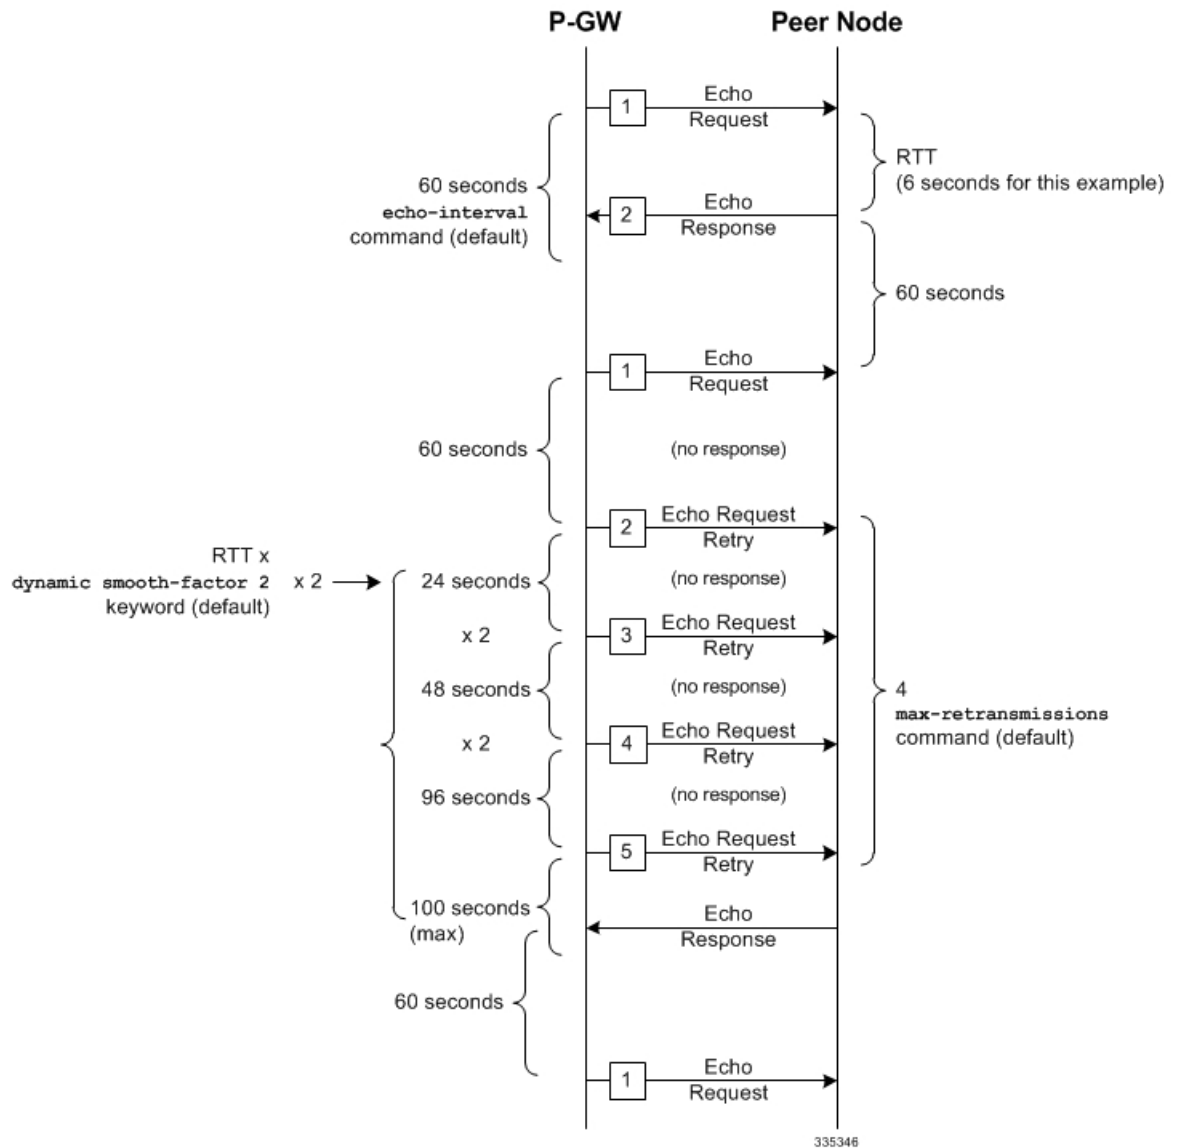 P-GW
Peer Node
1
Echo
Request
RTT
(6 seconds for this example)
60 seconds
echo-interval
command (default)
2
Echo
Response
60 seconds
1
Echo
Request
60 seconds
(no response)
2
Echo Request
Retry
RTT x
dynamic smooth-factor 2
keyword (default)
x 2
24 seconds
(no response)
x 2
3
Echo Request
Retry
48 seconds
(no response)
4
max-retransmissions
command (default)
x 2
4
Echo Request
Retry
96 seconds
(no response)
5
Echo Request
Retry
100 seconds
(max)
Echo
Response
60 seconds
1
Echo
Request
335346